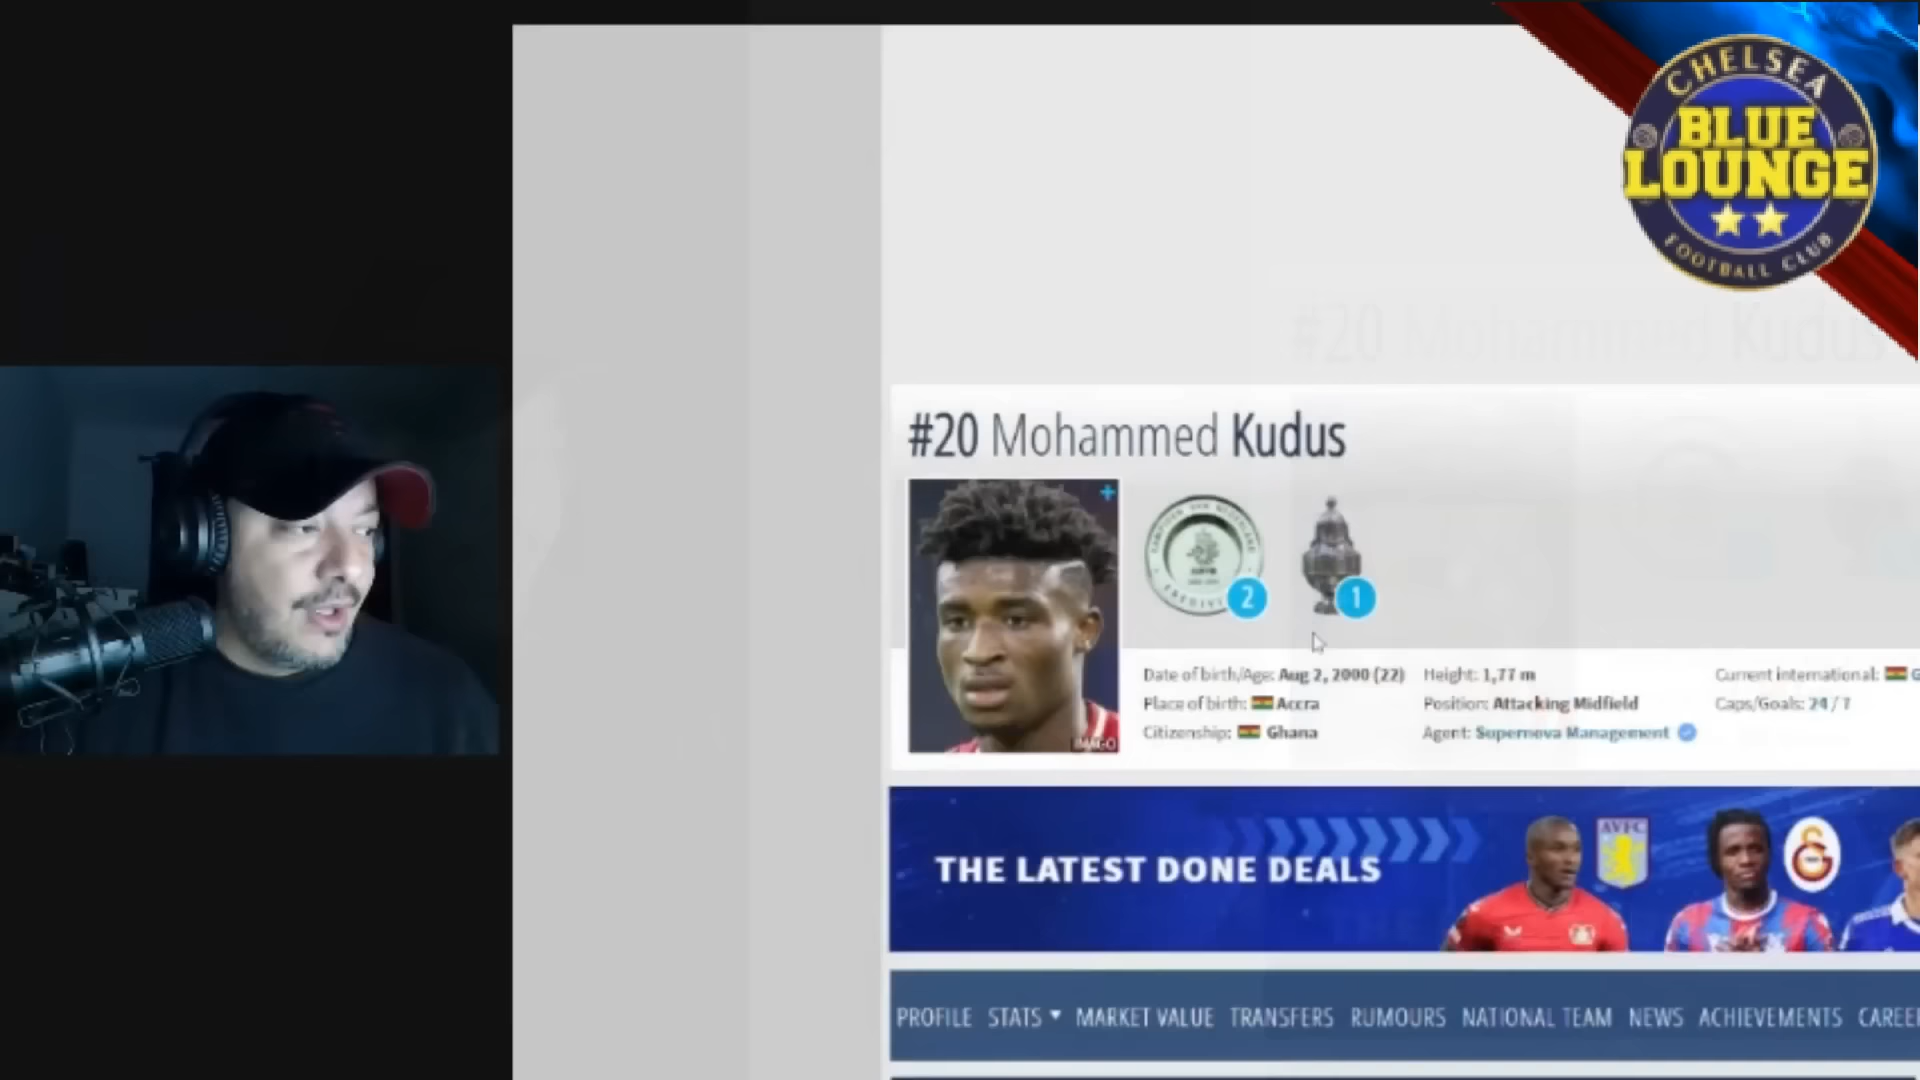 CHELSEA
BLUE
LOUNGE
FOOTBALL CLUB
#20 Mohammed Kudus
#20 Mohammed Kudus
2
1
Date of birth/Age: Aug 2, 2000 (22)
Height: 1,77 m
Current international: G
Place of birth: Accra
Position: Attacking Midfield
Caps/Goals: 24 / 7
Citizenship: Ghana
Agent: Supernova Management
IMAGO
THE LATEST DONE DEALS
AVFC
PROFILE STATS MARKET VALUE TRANSFERS RUMOURS NATIONAL TEAM NEWS ACHIEVEMENTS CAREER